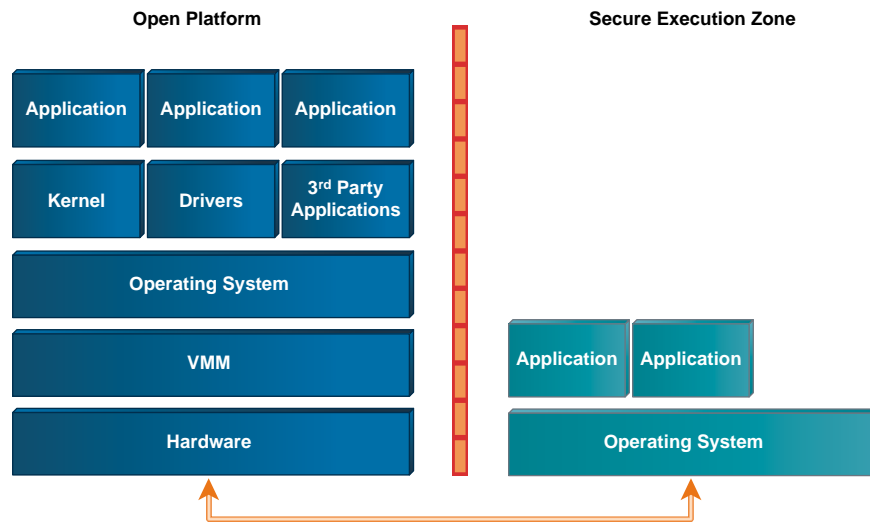 Open Platform
Secure Execution Zone
Application
Application
Application
Kernel
Drivers
3rd Party
Applications
Operating System
VMM
Hardware
Application
Application
Operating System